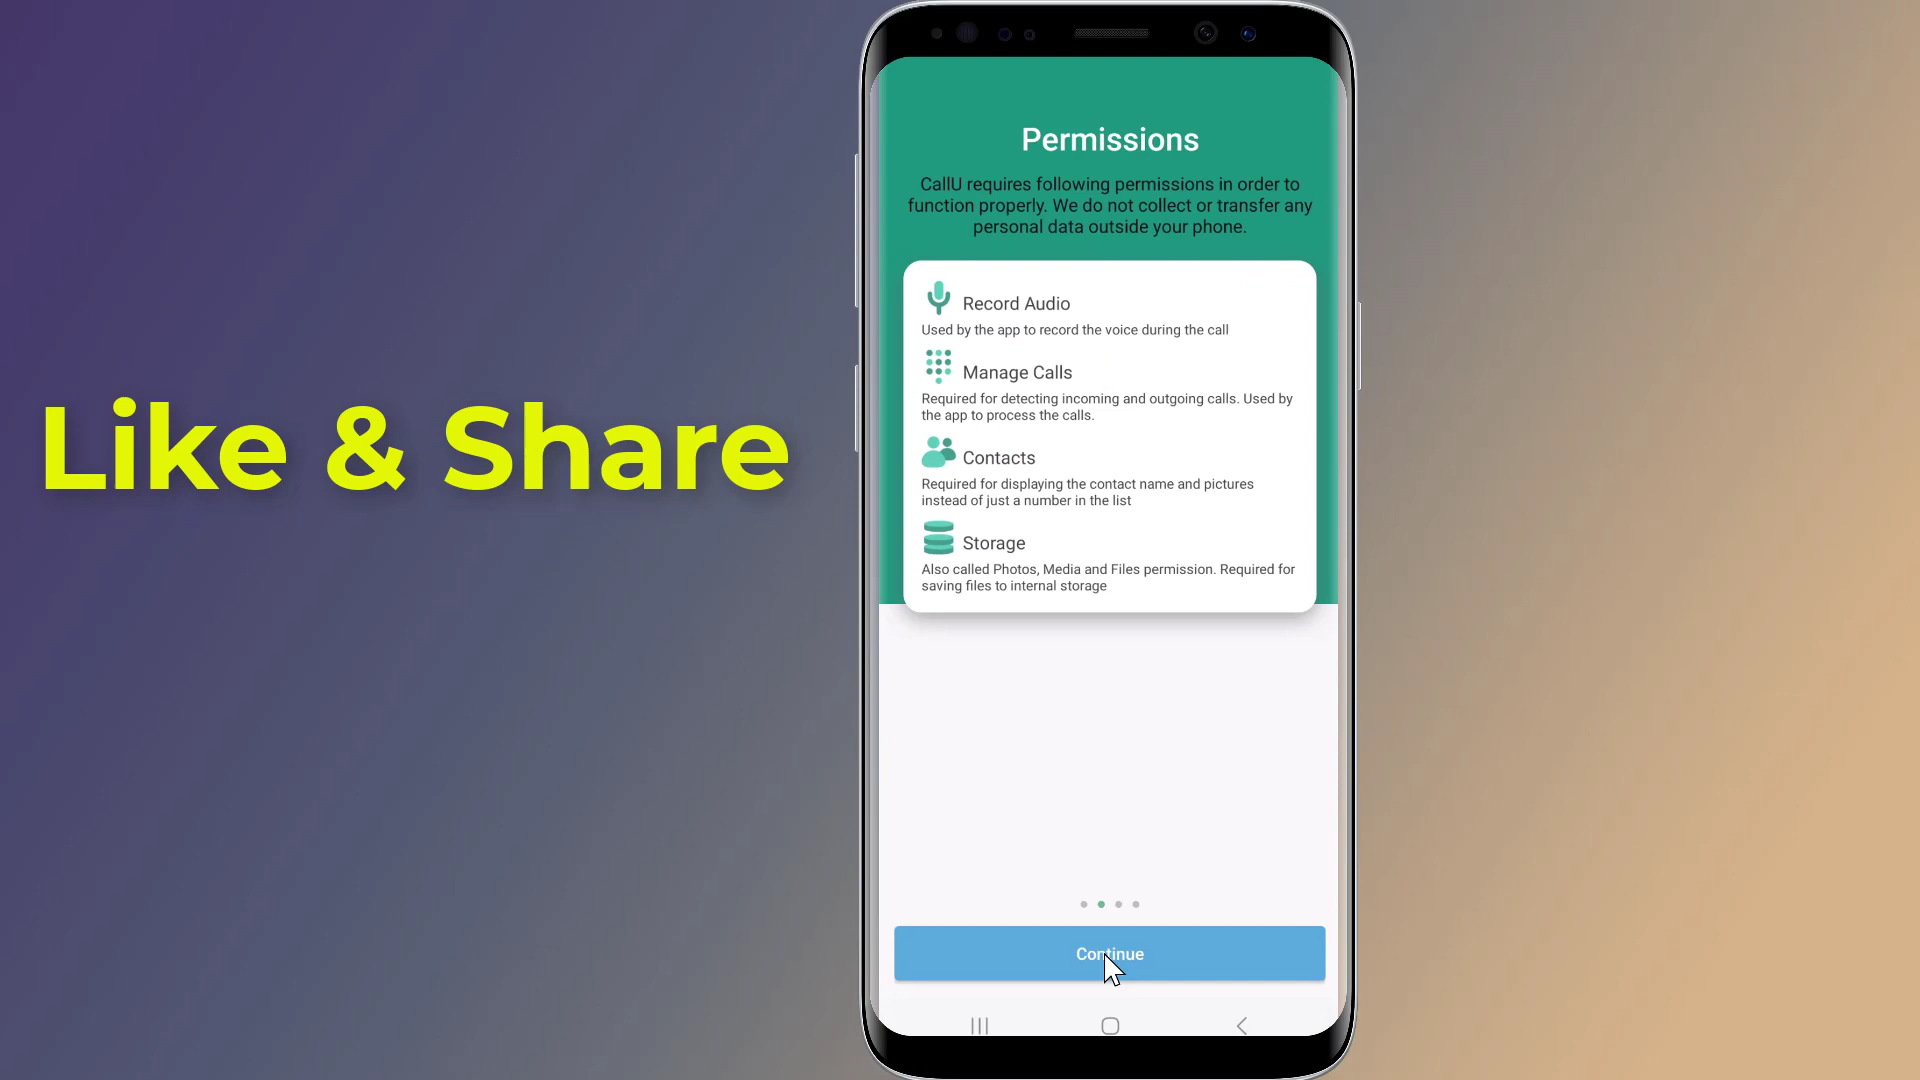 Like & Share
Permissions
CallU requires following permissions in order to
function properly. We do not collect or transfer any
personal data outside your phone.
Record Audio
Used by the app to record the voice during the call
Manage Calls
Required for detecting incoming and outgoing calls. Used by
the app to process the calls.
Contacts
Required for displaying the contact name and pictures
instead of just a number in the list
Storage
Also called Photos, Media and Files permission. Required for
saving files to internal storage
Continue